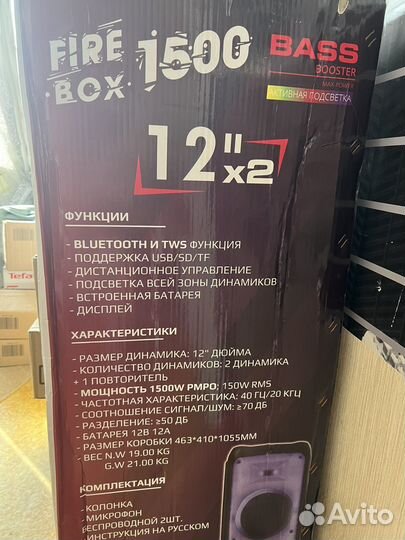 FIRE BOX 1500 BASS
BOOSTER
MAX POWER
АКТИВНАЯ ПОДСВЕТКА
12" x2
ФУНКЦИИ
- BLUETOOTH И TWS ФУНКЦИЯ
- ПОДДЕРЖКА USB/SD/TF
- ДИСТАНЦИОННОЕ УПРАВЛЕНИЕ
- ПОДСВЕТКА ВСЕЙ ЗОНЫ ДИНАМИКОВ
- ВСТРОЕННАЯ БАТАРЕЯ
- ДИСПЛЕЙ
ХАРАКТЕРИСТИКИ
- РАЗМЕР ДИНАМИКА: 12" ДЮЙМА
- КОЛИЧЕСТВО ДИНАМИКОВ: 2 ДИНАМИКА
+ 1 ПОВТОРИТЕЛЬ
- МОЩНОСТЬ 1500W PMPO; 150W RMS
- ЧАСТОТНАЯ ХАРАКТЕРИСТИКА: 40 ГЦ/20 КГЦ
- СООТНОШЕНИЕ СИГНАЛ/ШУМ: ≥70 ДБ
- РАЗДЕЛЕНИЕ: ≥50 ДБ
- БАТАРЕЯ 12В 12А
- РАЗМЕР КОРОБКИ 463*410*1055ММ
- ВЕС N.W 19.00 KG
G.W 21.00 KG
КОМПЛЕКТАЦИЯ
- КОЛОНКА
- МИКРОФОН
БЕСПРОВОДНОЙ 2ШТ.
- ИНСТРУКЦИЯ НА РУССКОМ
Tefa
Avito